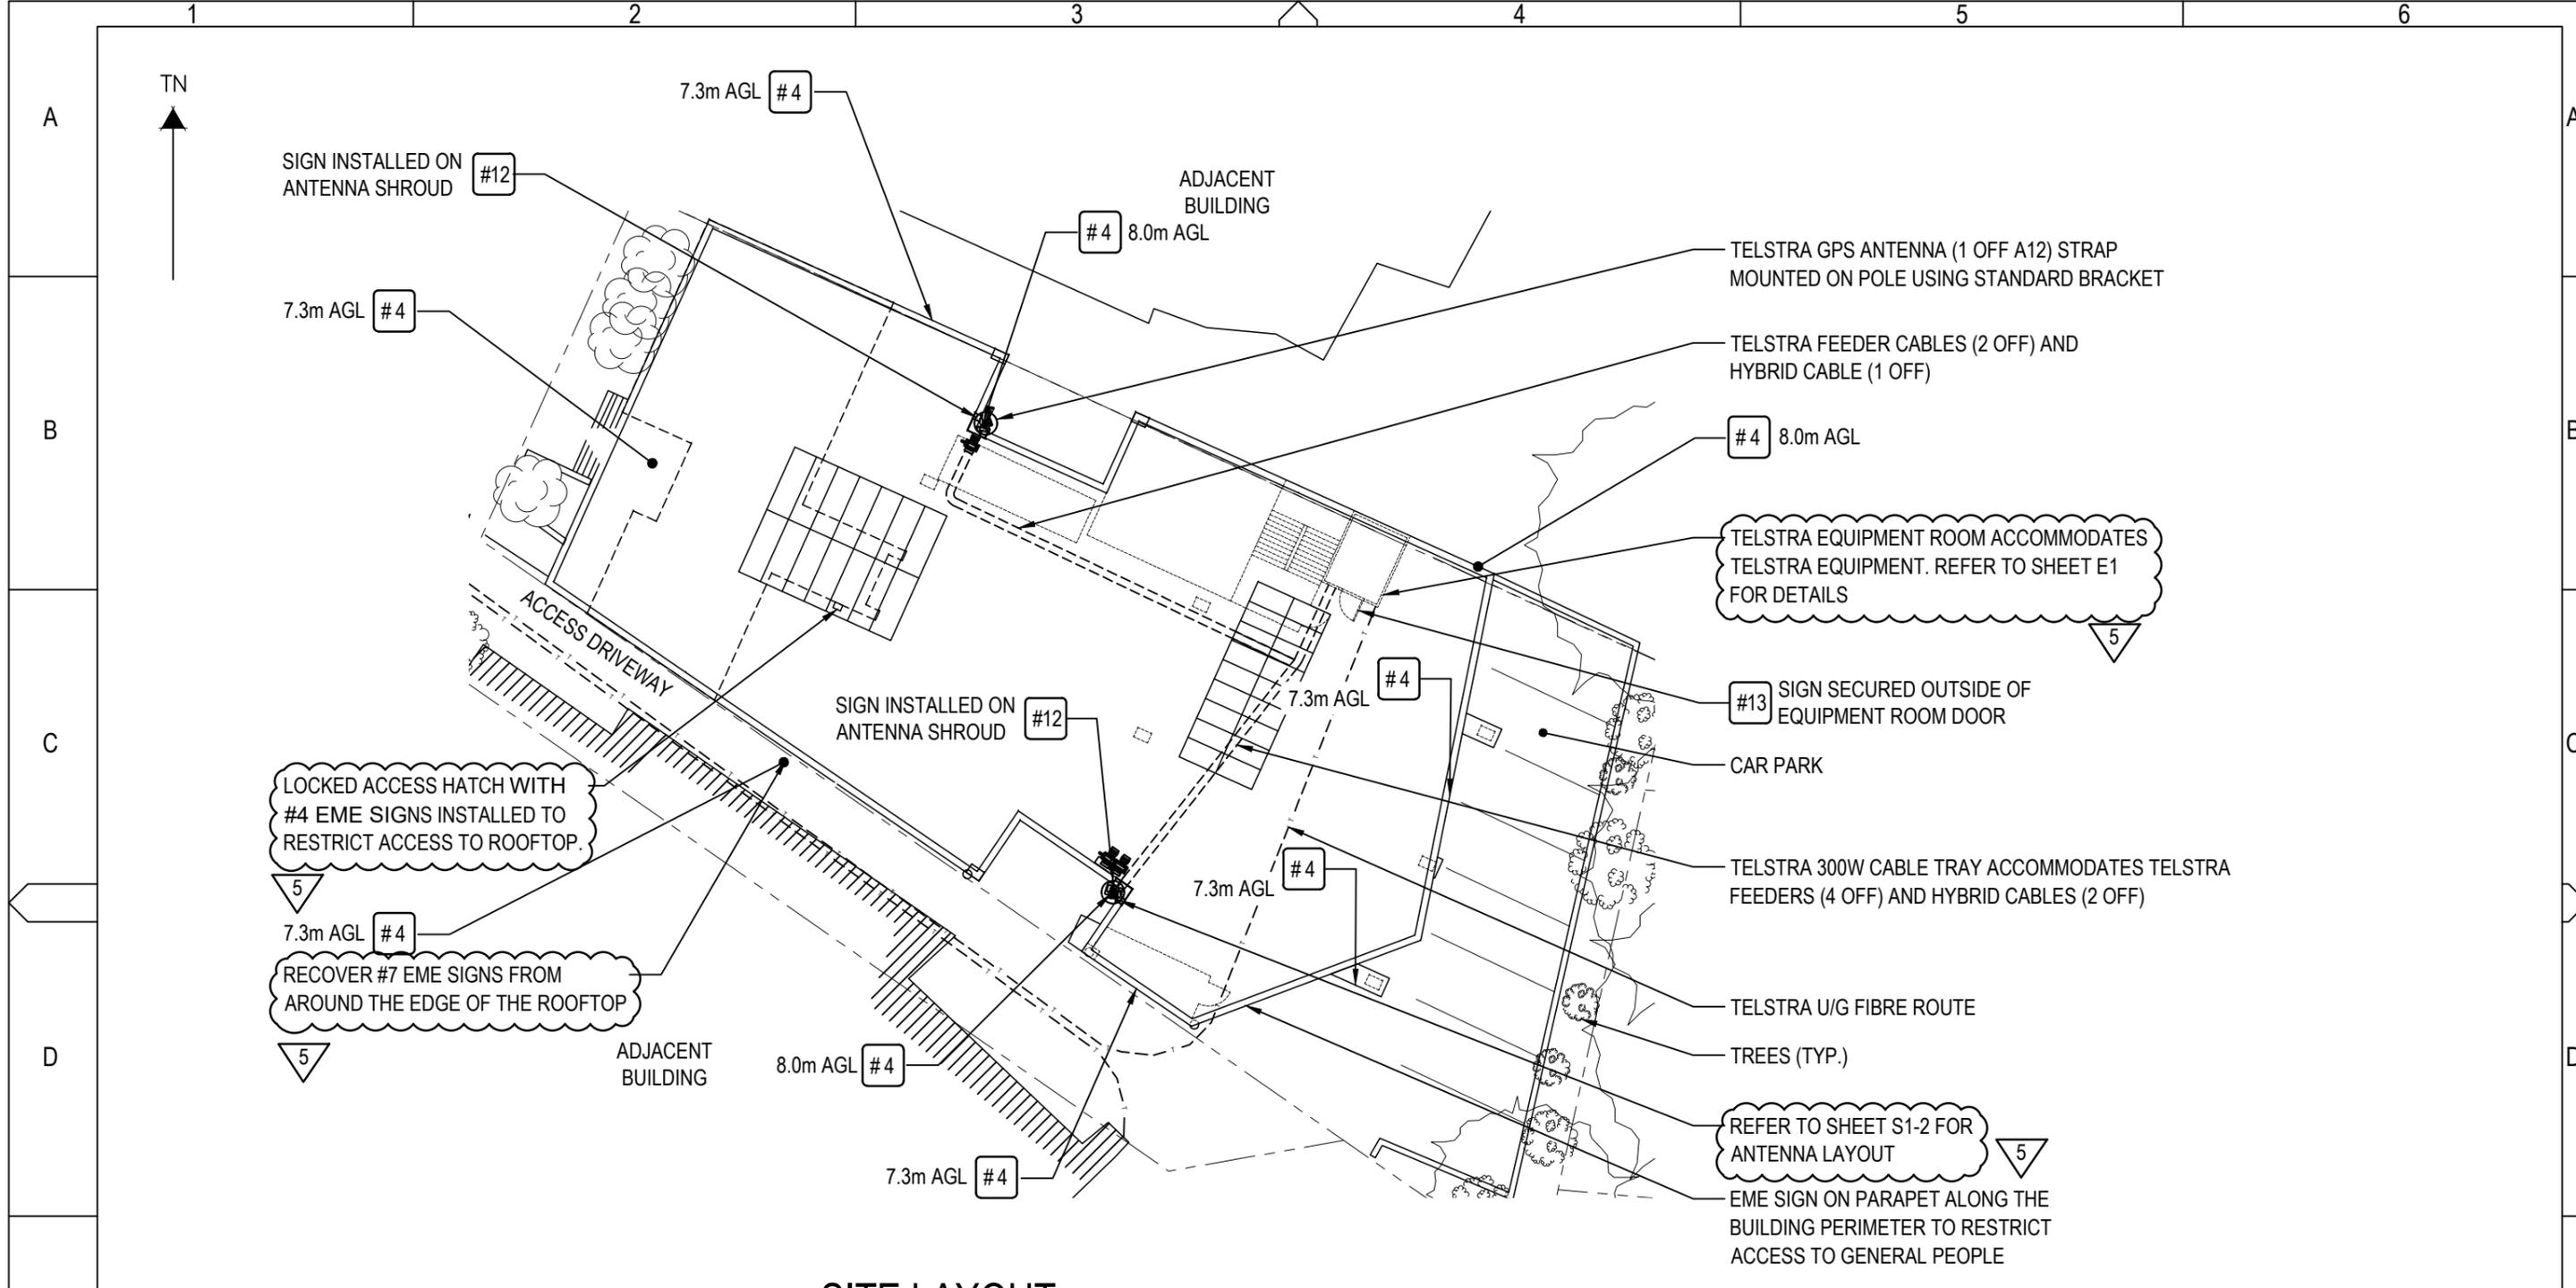 1 2 3 4 5 6
A
TN
7.3m AGL #4
SIGN INSTALLED ON
ANTENNA SHROUD #12
ADJACENT
BUILDING
#4 8.0m AGL
TELSTRA GPS ANTENNA (1 OFF A12) STRAP
MOUNTED ON POLE USING STANDARD BRACKET
7.3m AGL #4
TELSTRA FEEDER CABLES (2 OFF) AND
HYBRID CABLE (1 OFF)
B
#4 8.0m AGL
TELSTRA EQUIPMENT ROOM ACCOMMODATES
TELSTRA EQUIPMENT. REFER TO SHEET E1
FOR DETAILS
5
ACCESS DRIVEWAY
7.3m AGL #4
SIGN INSTALLED ON
ANTENNA SHROUD #12
#13 SIGN SECURED OUTSIDE OF
EQUIPMENT ROOM DOOR
C
CAR PARK
LOCKED ACCESS HATCH WITH
#4 EME SIGNS INSTALLED TO
RESTRICT ACCESS TO ROOFTOP.
5
7.3m AGL #4
TELSTRA 300W CABLE TRAY ACCOMMODATES TELSTRA
FEEDERS (4 OFF) AND HYBRID CABLES (2 OFF)
7.3m AGL #4
RECOVER #7 EME SIGNS FROM
AROUND THE EDGE OF THE ROOFTOP
5
TELSTRA U/G FIBRE ROUTE
D
ADJACENT
BUILDING
8.0m AGL #4
TREES (TYP.)
REFER TO SHEET S1-2 FOR
ANTENNA LAYOUT
5
7.3m AGL #4
EME SIGN ON PARAPET ALONG THE
BUILDING PERIMETER TO RESTRICT
ACCESS TO GENERAL PEOPLE
SITE LAYOUT